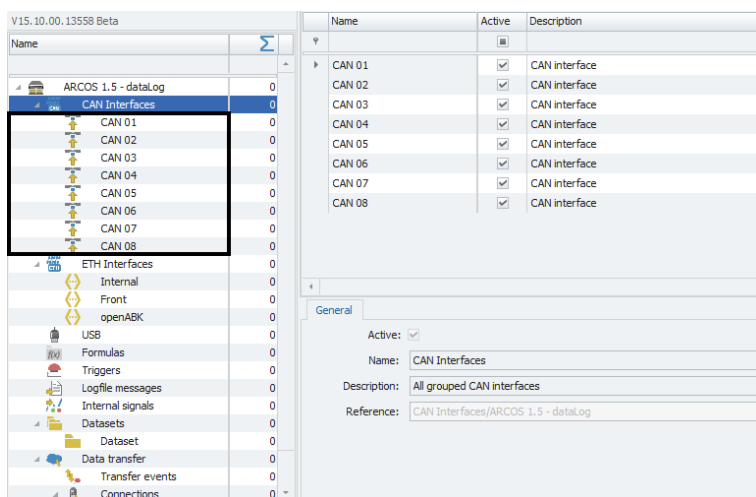 V15.10.00.13558 Beta
Name Σ
ARCOS 1.5 - dataLog 0
CAN Interfaces 0
CAN 01 0
CAN 02 0
CAN 03 0
CAN 04 0
CAN 05 0
CAN 06 0
CAN 07 0
CAN 08 0
ETH Interfaces 0
Internal 0
Front 0
openABK 0
USB 0
f(x) Formulas 0
Triggers 0
Logfile messages 0
Internal signals 0
Datasets 0
Dataset 0
Data transfer 0
Transfer events 0
Connections 0
Name Active Description
CAN 01 CAN interface
CAN 02 CAN interface
CAN 03 CAN interface
CAN 04 CAN interface
CAN 05 CAN interface
CAN 06 CAN interface
CAN 07 CAN interface
CAN 08 CAN interface
General
Active:
Name: CAN Interfaces
Description: All grouped CAN interfaces
Reference: CAN Interfaces/ARCOS 1.5 - dataLog